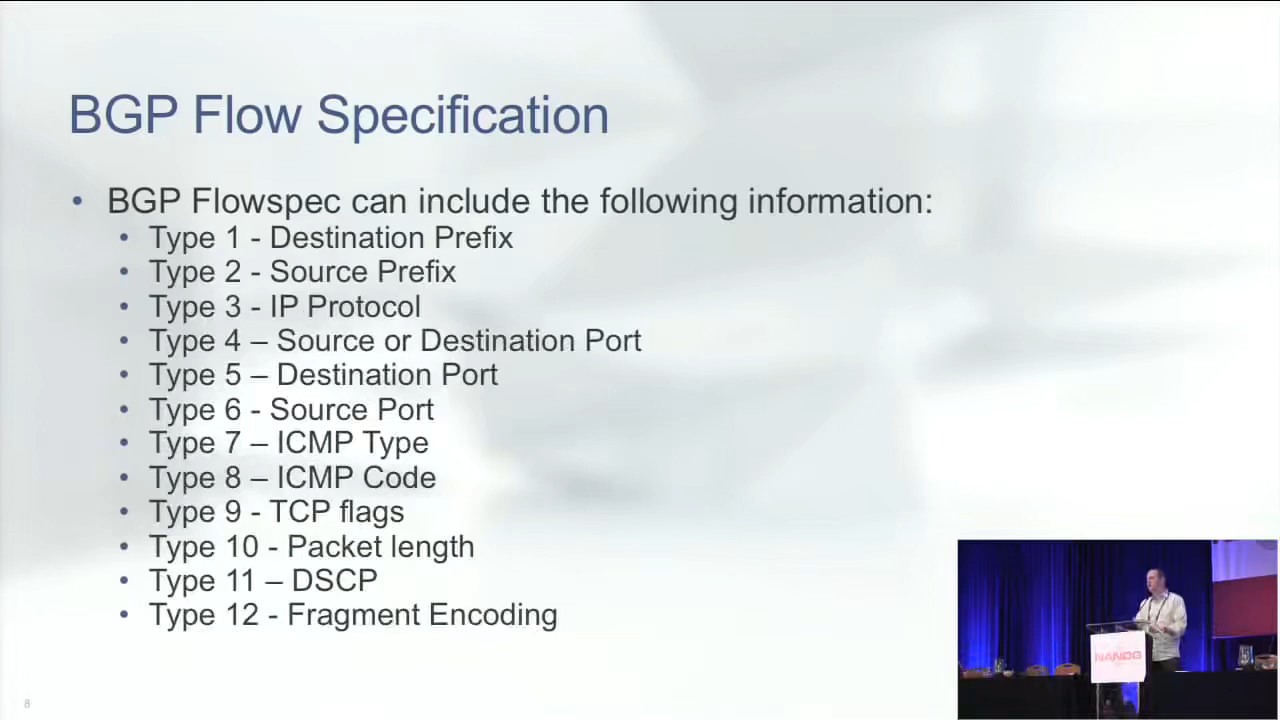 BGP Flow Specification
• BGP Flowspec can include the following information:
• Type 1 - Destination Prefix
• Type 2 - Source Prefix
• Type 3 - IP Protocol
• Type 4 – Source or Destination Port
• Type 5 – Destination Port
• Type 6 - Source Port
• Type 7 – ICMP Type
• Type 8 – ICMP Code
• Type 9 - TCP flags
• Type 10 - Packet length
• Type 11 – DSCP
• Type 12 - Fragment Encoding
NANOG
8